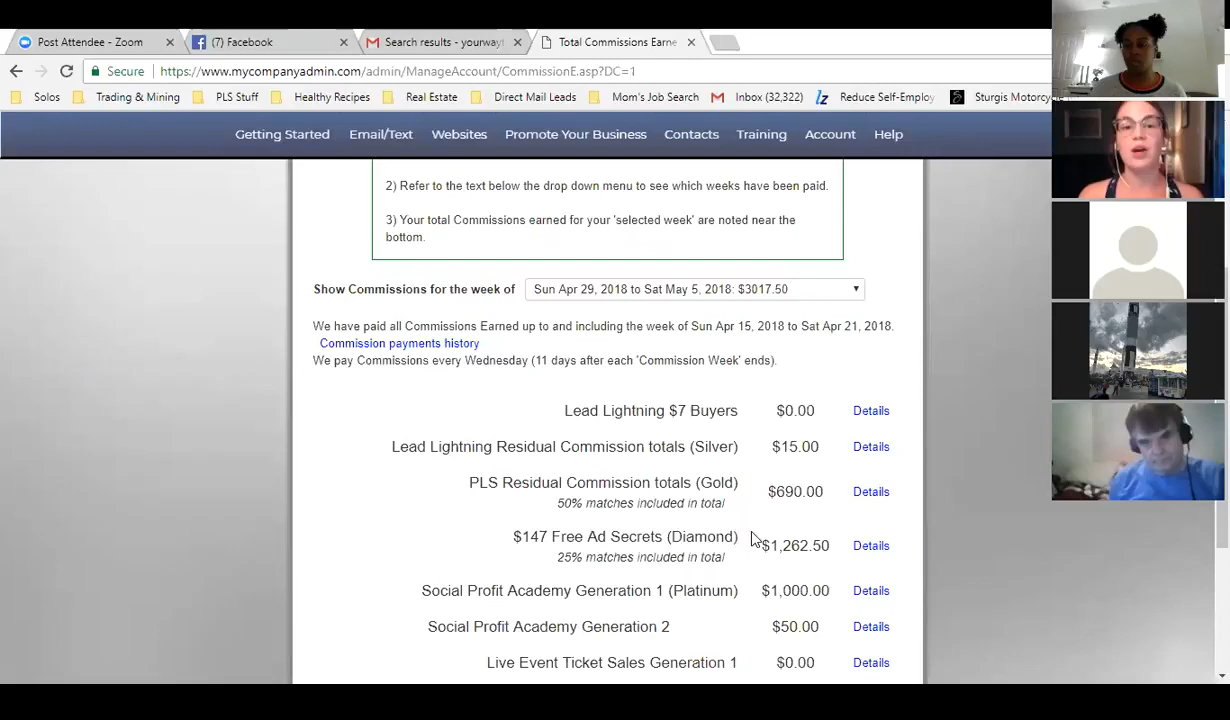 Post Attendee - Zoom
(7) Facebook
Search results - yourwayt
Total Commissions Earne
Secure
https://www.mycompanyadmin.com/admin/ManageAccount/CommissionE.asp?DC=1
Solos
Trading & Mining
PLS Stuff
Healthy Recipes
Real Estate
Direct Mail Leads
Mom's Job Search
Inbox (32,322)
Reduce Self-Employ
Sturgis Motorcycle
Getting Started
Email/Text
Websites
Promote Your Business
Contacts
Training
Account
Help
2) Refer to the text below the drop down menu to see which weeks have been paid.
3) Your total Commissions earned for your 'selected week' are noted near the
bottom.
Show Commissions for the week of
Sun Apr 29, 2018 to Sat May 5, 2018: $3017.50
We have paid all Commissions Earned up to and including the week of Sun Apr 15, 2018 to Sat Apr 21, 2018.
Commission payments history
We pay Commissions every Wednesday (11 days after each 'Commission Week' ends).
Lead Lightning $7 Buyers $0.00 Details
Lead Lightning Residual Commission totals (Silver) $15.00 Details
PLS Residual Commission totals (Gold) $690.00 Details
50% matches included in total
$147 Free Ad Secrets (Diamond) $1,262.50 Details
25% matches included in total
Social Profit Academy Generation 1 (Platinum) $1,000.00 Details
Social Profit Academy Generation 2 $50.00 Details
Live Event Ticket Sales Generation 1 $0.00 Details